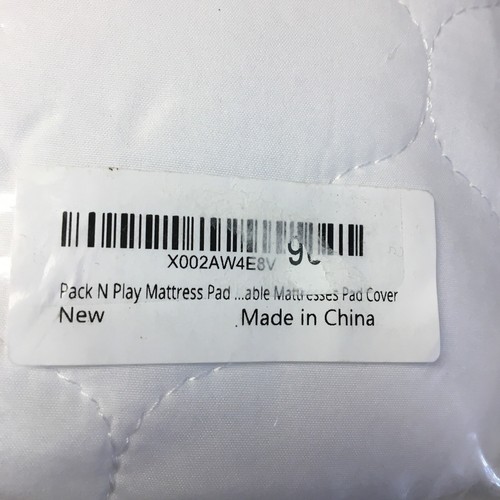 X002AW4E8V
Pack N Play Mattress Pad ...able Mattresses Pad Cover
New Made in China